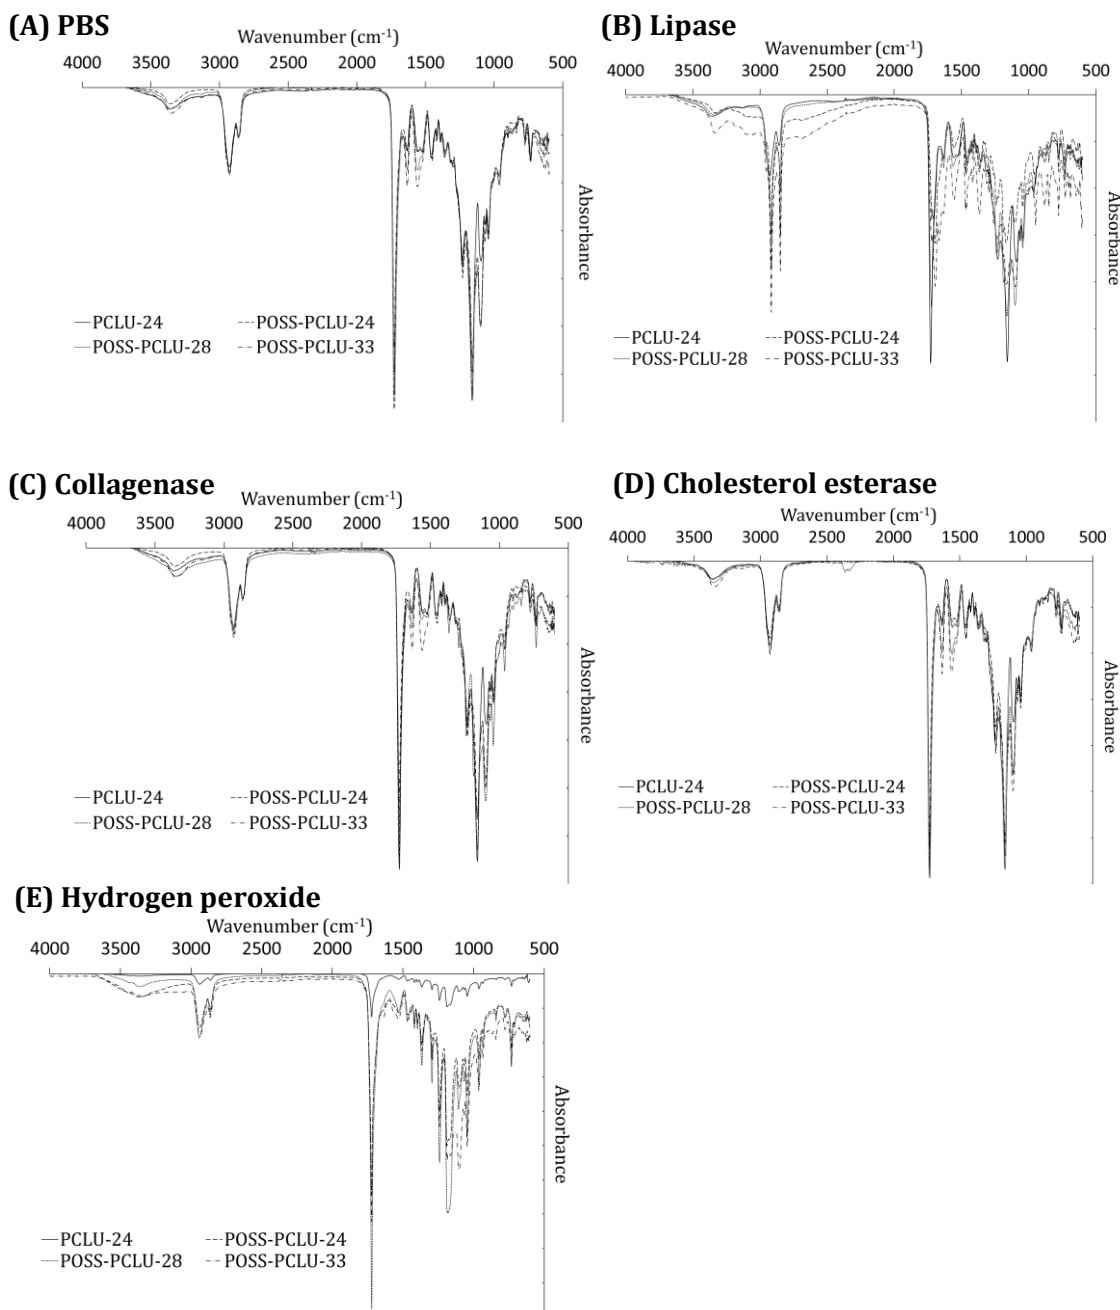 (A) PBS
Wavenumber (cm-1)
4000 3500 3000 2500 2000 1500 1000 500
Absorbance
—PCLU-24 ---POSS-PCLU-24
······POSS-PCLU-28 –-–POSS-PCLU-33
(B) Lipase
Wavenumber (cm-1)
4000 3500 3000 2500 2000 1500 1000 500
Absorbance
—PCLU-24 ---POSS-PCLU-24
······POSS-PCLU-28 –-–POSS-PCLU-33
(C) Collagenase
Wavenumber (cm-1)
4000 3500 3000 2500 2000 1500 1000 500
Absorbance
—PCLU-24 ---POSS-PCLU-24
······POSS-PCLU-28 –-–POSS-PCLU-33
(D) Cholesterol esterase
Wavenumber (cm-1)
4000 3500 3000 2500 2000 1500 1000 500
Absorbance
—PCLU-24 ---POSS-PCLU-24
······POSS-PCLU-28 –-–POSS-PCLU-33
(E) Hydrogen peroxide
Wavenumber (cm-1)
4000 3500 3000 2500 2000 1500 1000 500
Absorbance
—PCLU-24 ---POSS-PCLU-24
······POSS-PCLU-28 –-–POSS-PCLU-33